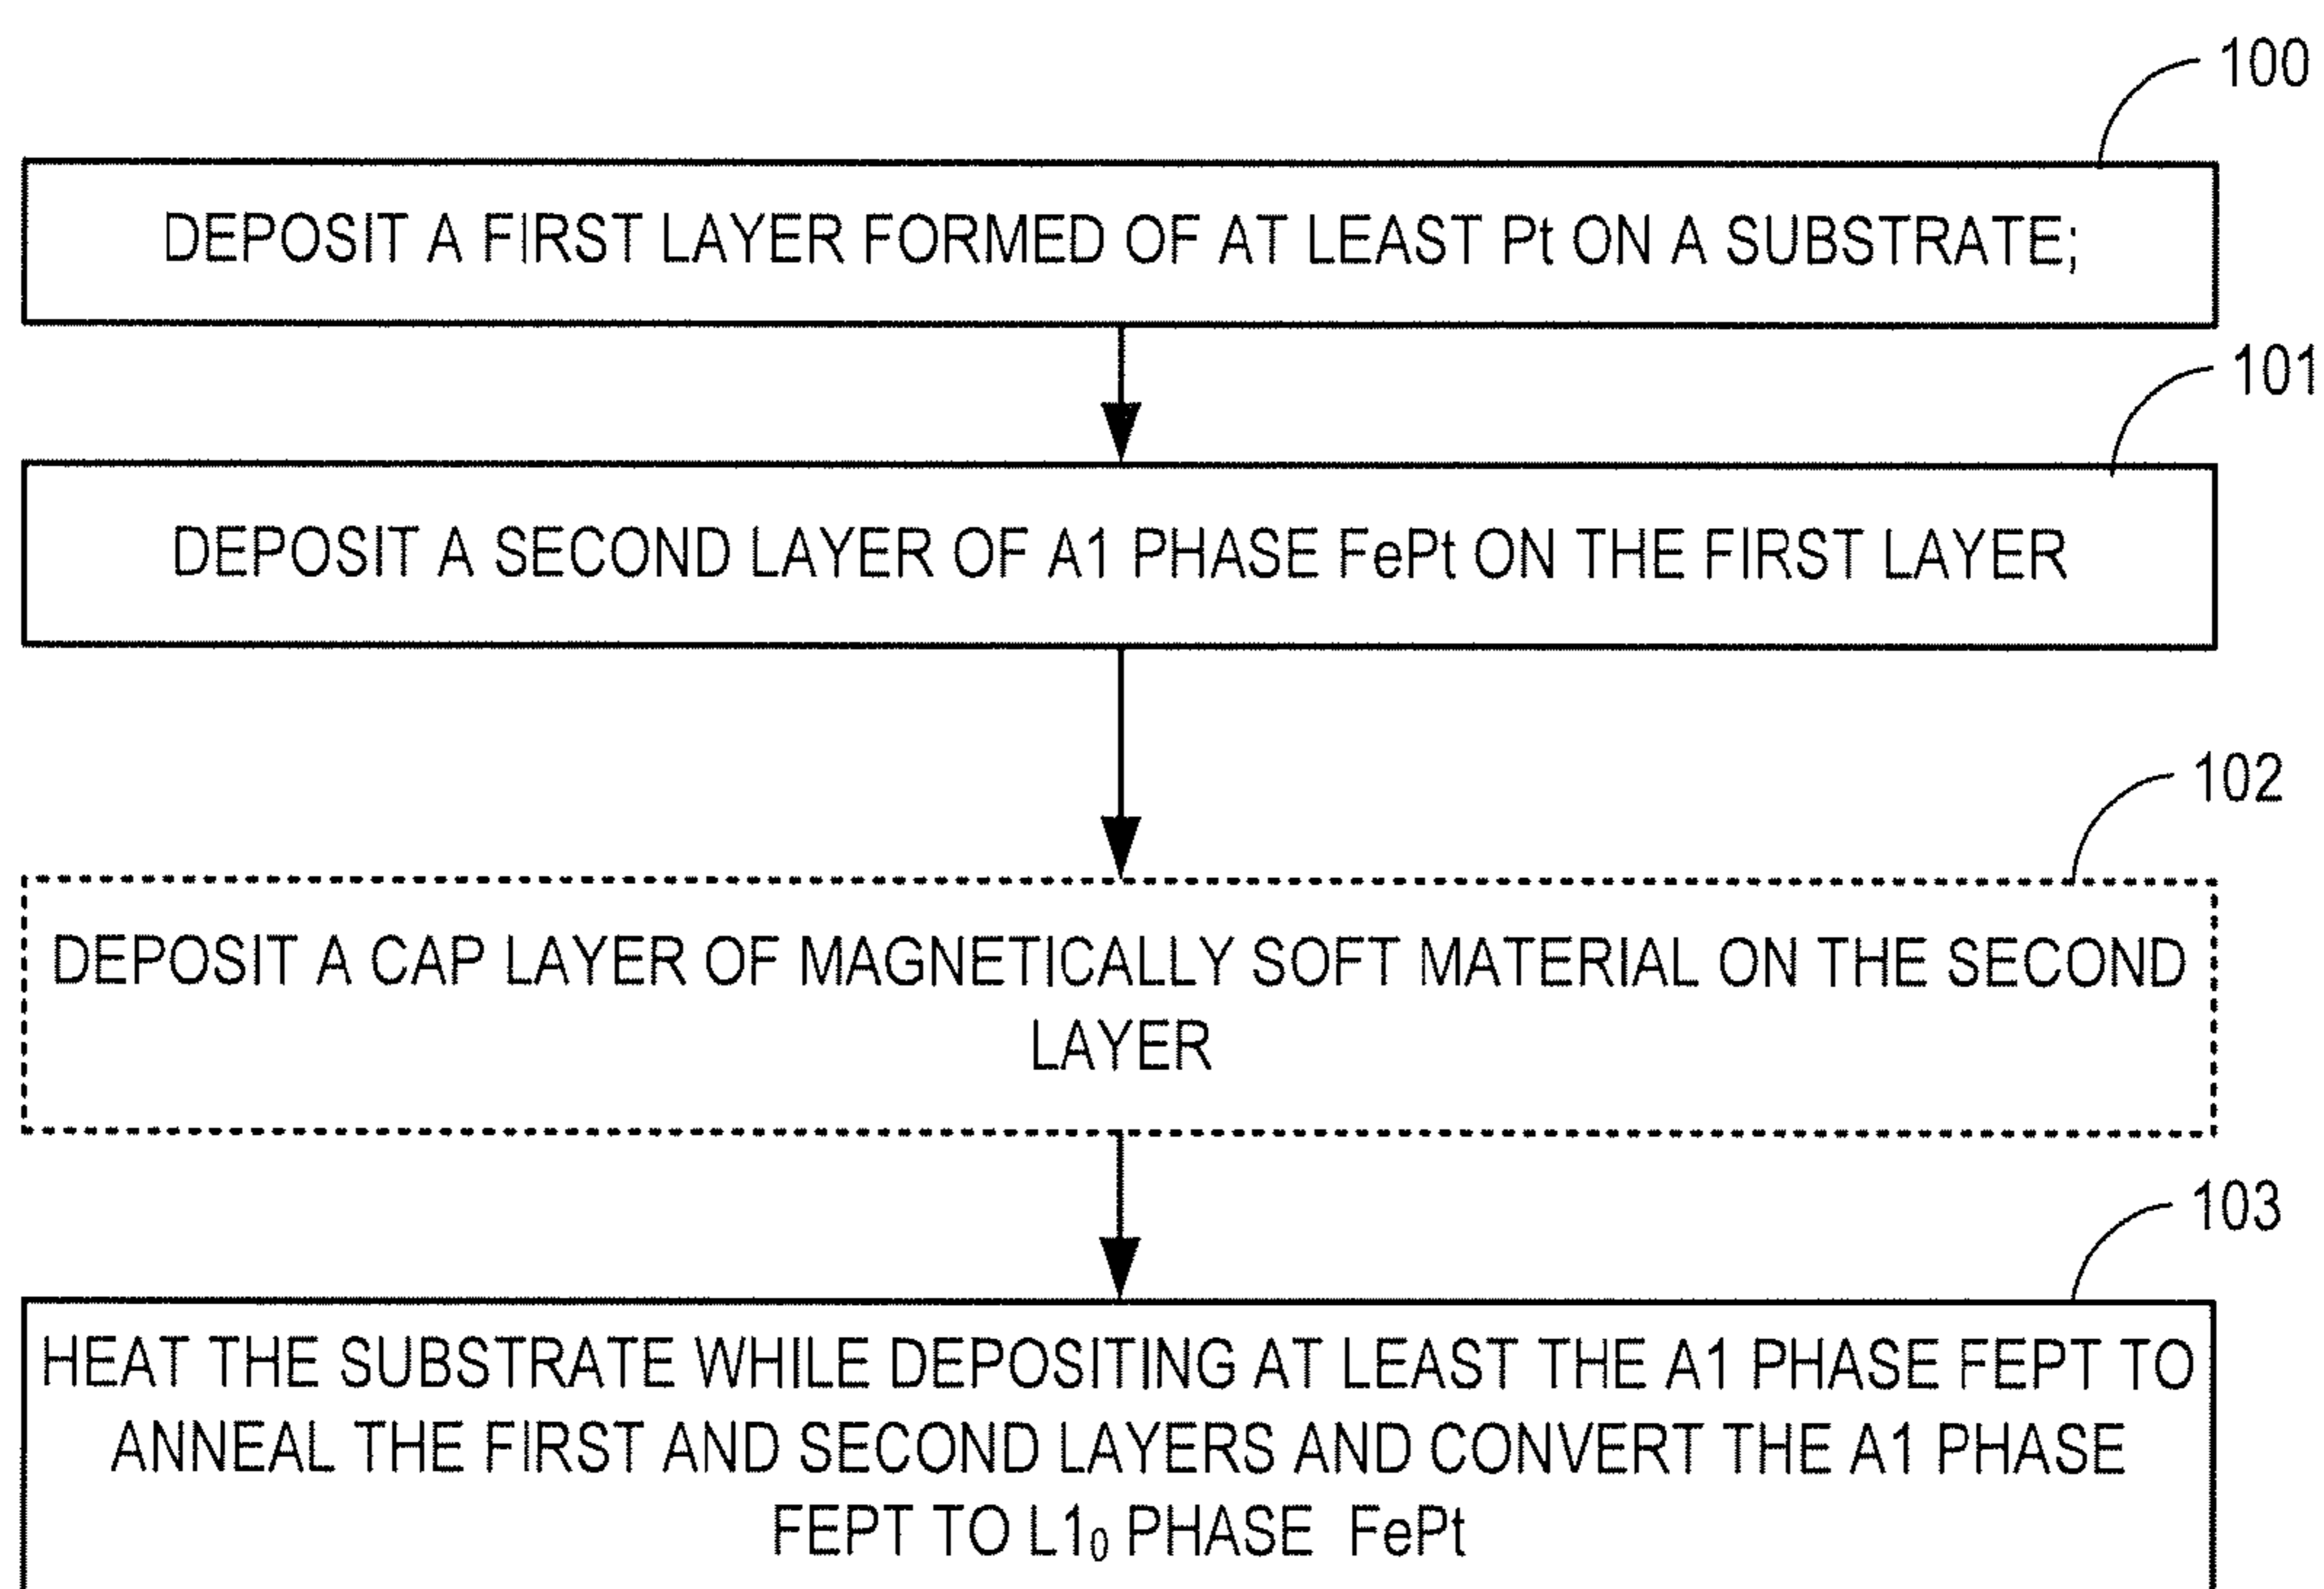 100
DEPOSIT A FIRST LAYER FORMED OF AT LEAST Pt ON A SUBSTRATE;
101
DEPOSIT A SECOND LAYER OF A1 PHASE FePt ON THE FIRST LAYER
102
DEPOSIT A CAP LAYER OF MAGNETICALLY SOFT MATERIAL ON THE SECOND
LAYER
103
HEAT THE SUBSTRATE WHILE DEPOSITING AT LEAST THE A1 PHASE FEPT TO
ANNEAL THE FIRST AND SECOND LAYERS AND CONVERT THE A1 PHASE
FEPT TO L1₀ PHASE FePt